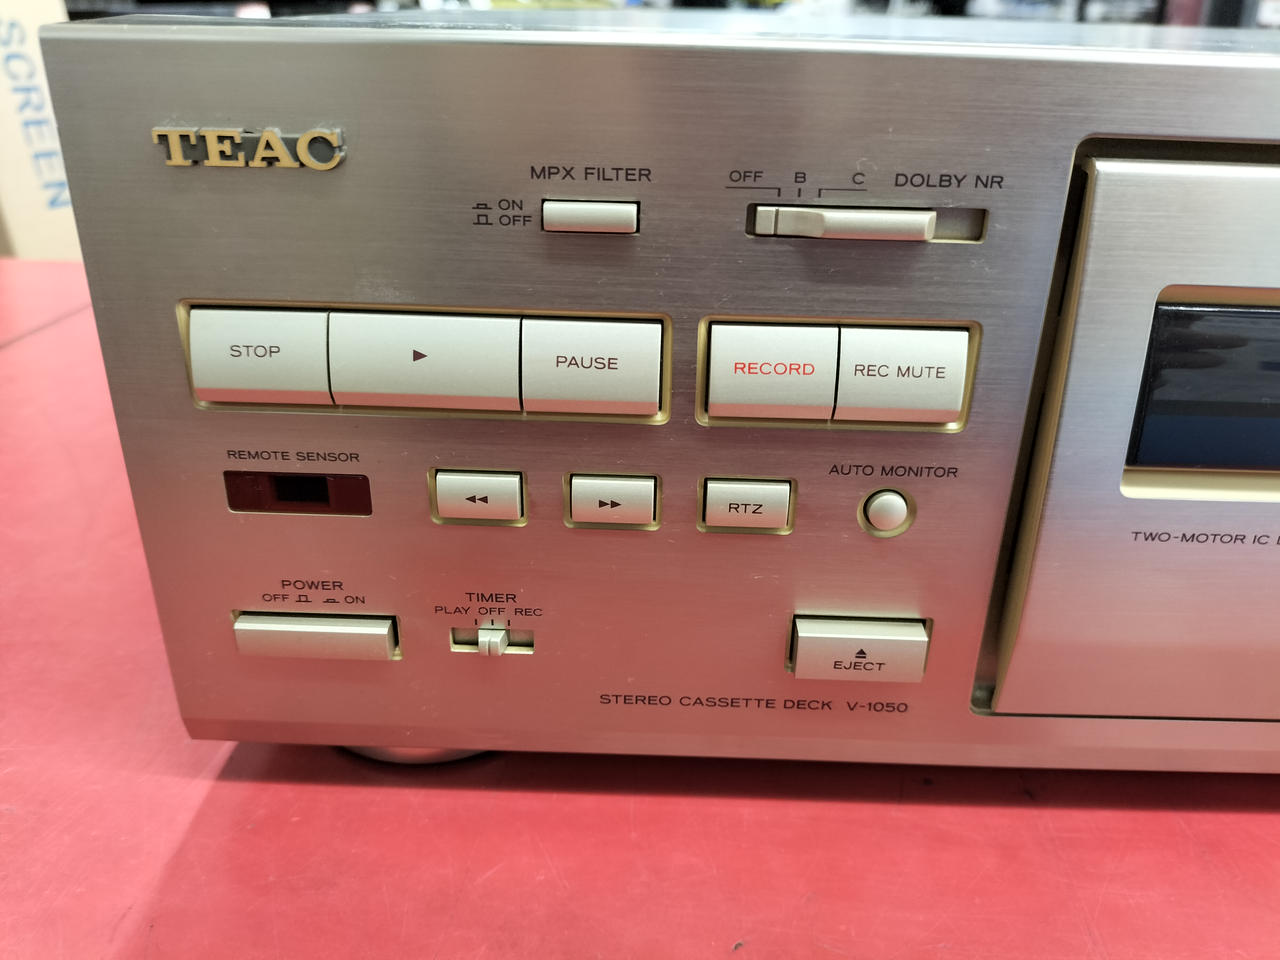 SCREEN
TEAC
MPX FILTER
ON
OFF
OFF B C DOLBY NR
STOP
PAUSE
RECORD
REC MUTE
REMOTE SENSOR
RTZ
AUTO MONITOR
POWER
OFF ON
TIMER
PLAY OFF REC
EJECT
STEREO CASSETTE DECK V-1050
TWO-MOTOR IC